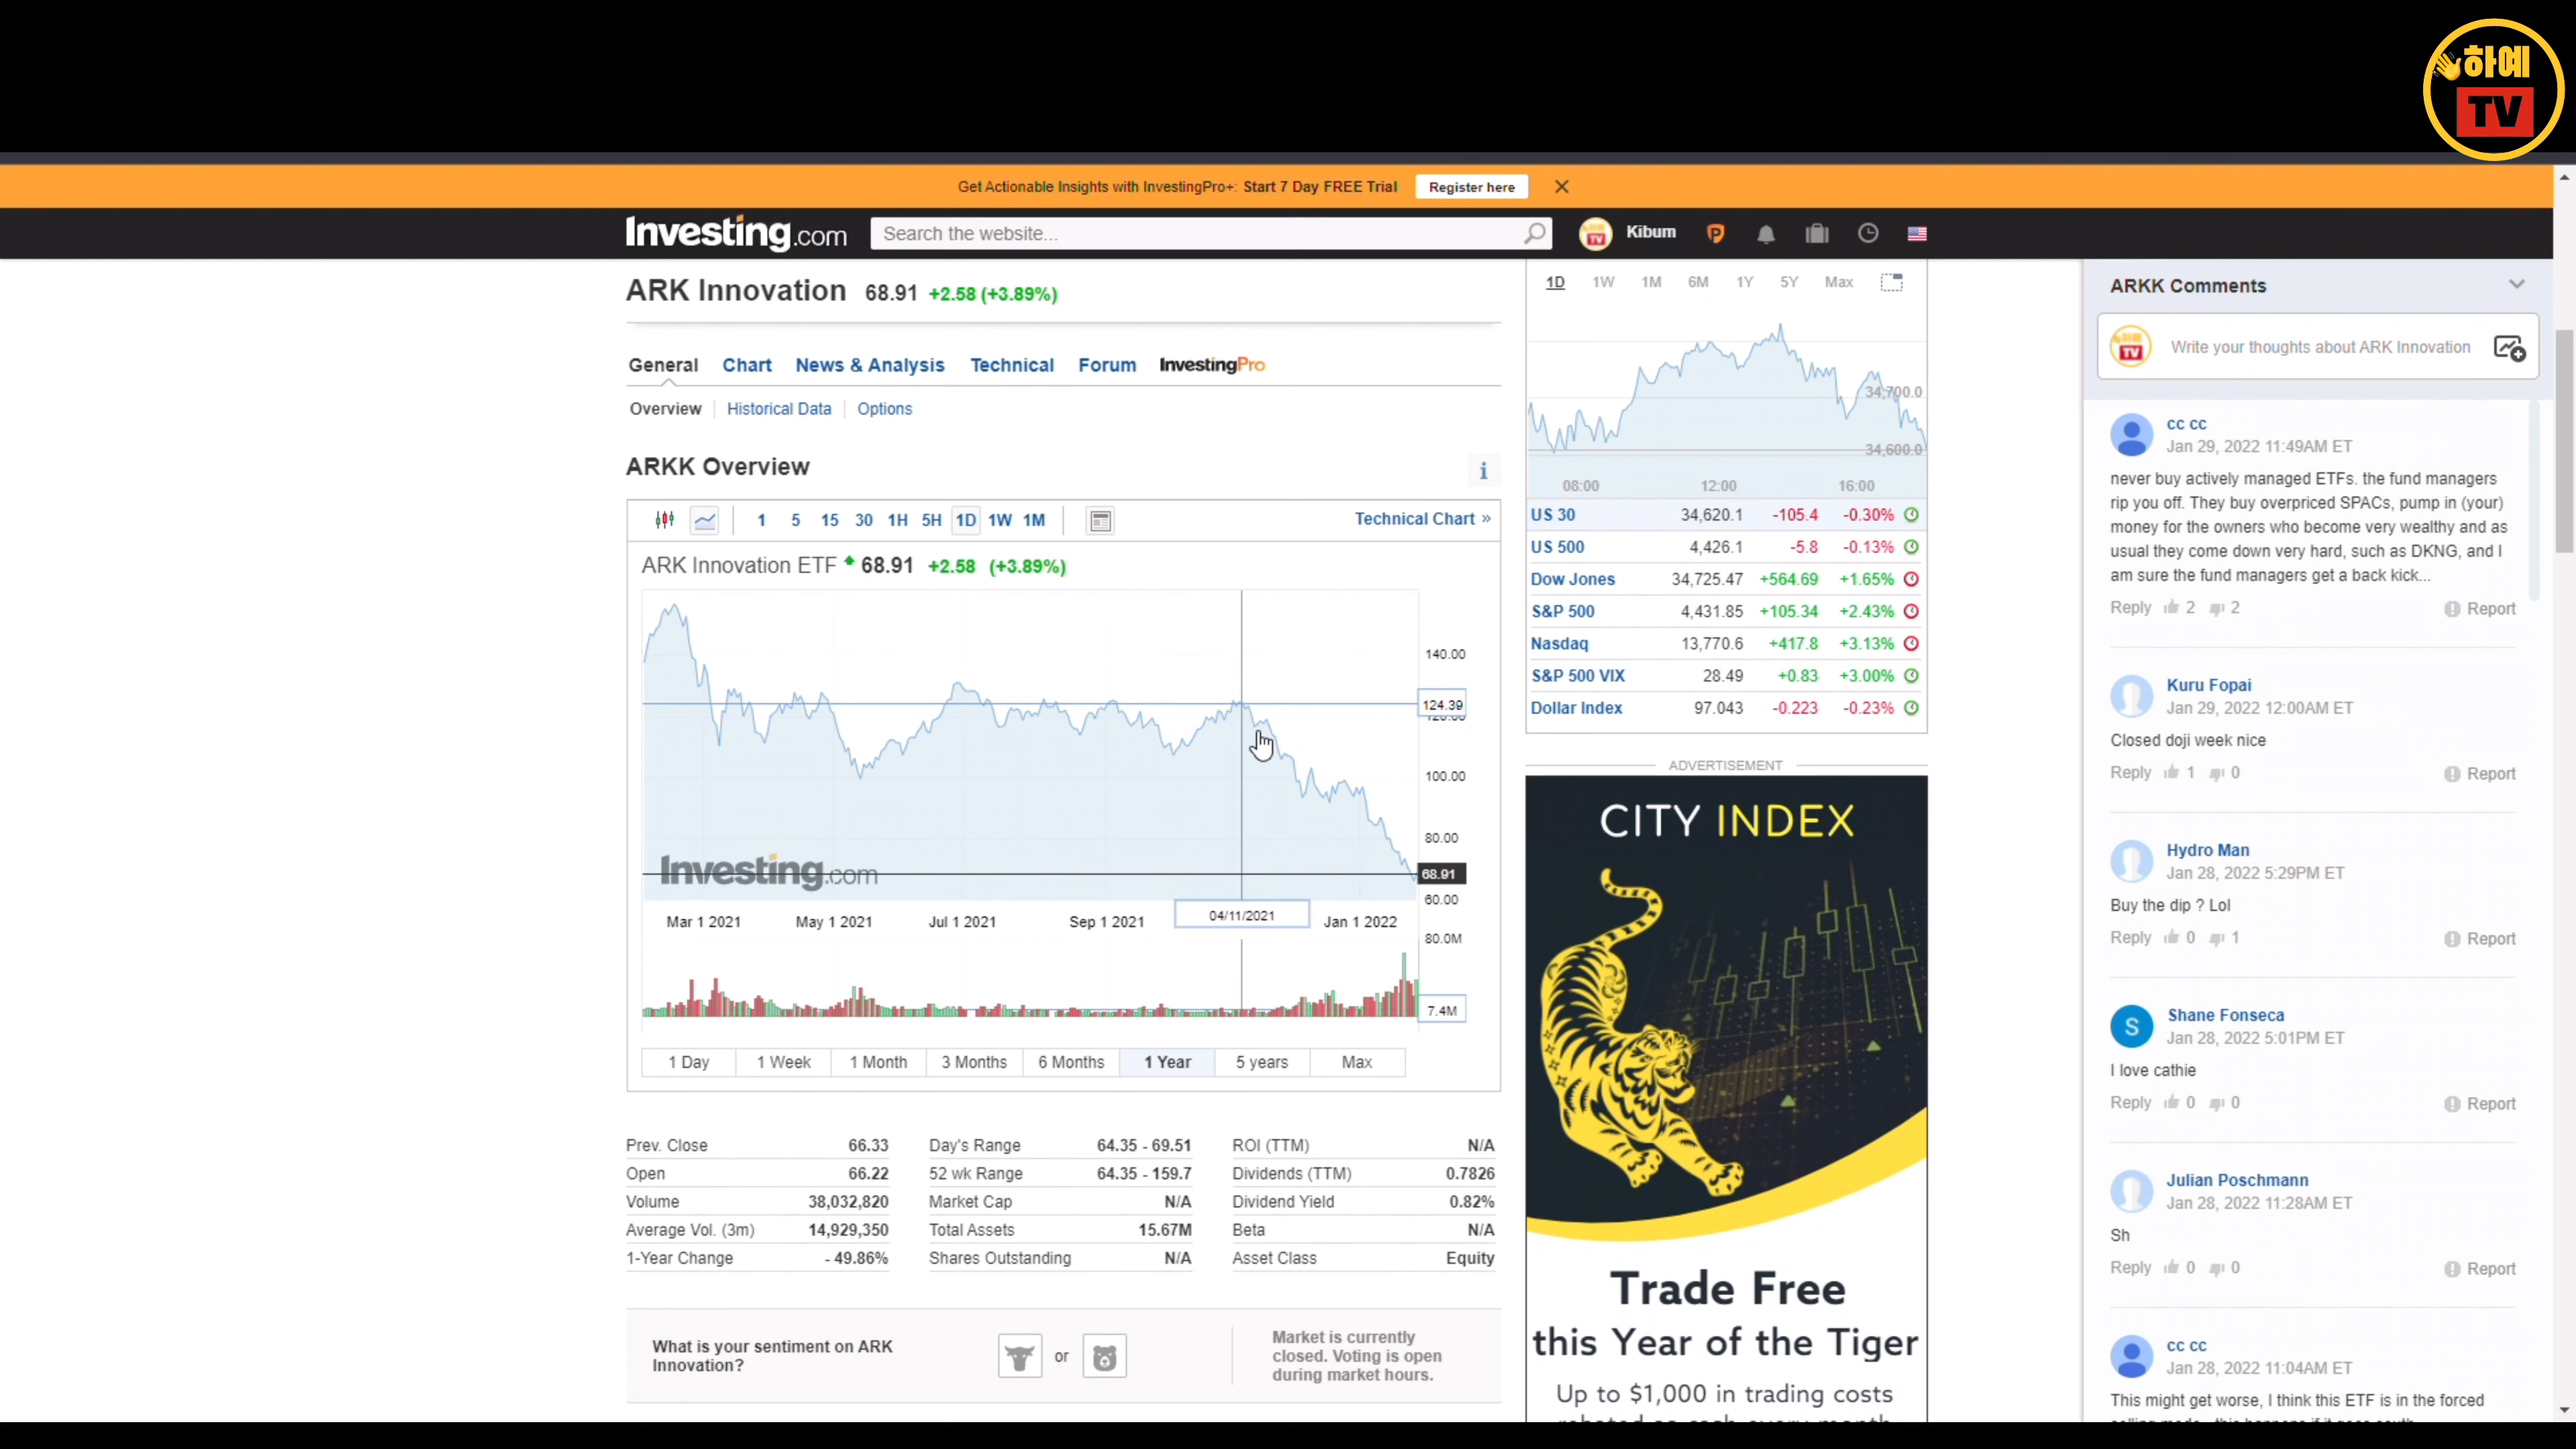 하예
TV
Get Actionable Insights with InvestingPro+: Start 7 Day FREE Trial
Register here
Investing.com
Search the website...
Kibum
ARK Innovation 68.91 +2.58 (+3.89%)
General Chart News & Analysis Technical Forum InvestingPro
Overview Historical Data Options
ARKK Overview
1 5 15 30 1H 5H 1D 1W 1M
Technical Chart »
ARK Innovation ETF 68.91 +2.58 (+3.89%)
140.00
124.39
120.00
100.00
80.00
68.91
60.00
Investing.com
Mar 1 2021 May 1 2021 Jul 1 2021 Sep 1 2021 04/11/2021 Jan 1 2022
80.0M
7.4M
1 Day 1 Week 1 Month 3 Months 6 Months 1 Year 5 years Max
Prev. Close 66.33
Open 66.22
Volume 38,032,820
Average Vol. (3m) 14,929,350
1-Year Change - 49.86%
Day's Range 64.35 - 69.51
52 wk Range 64.35 - 159.7
Market Cap N/A
Total Assets 15.67M
Shares Outstanding N/A
ROI (TTM) N/A
Dividends (TTM) 0.7826
Dividend Yield 0.82%
Beta N/A
Asset Class Equity
What is your sentiment on ARK
Innovation?
or
Market is currently
closed. Voting is open
during market hours.
1D 1W 1M 6M 1Y 5Y Max
34,700.0
34,600.0
08:00 12:00 16:00
US 30 34,620.1 -105.4 -0.30%
US 500 4,426.1 -5.8 -0.13%
Dow Jones 34,725.47 +564.69 +1.65%
S&P 500 4,431.85 +105.34 +2.43%
Nasdaq 13,770.6 +417.8 +3.13%
S&P 500 VIX 28.49 +0.83 +3.00%
Dollar Index 97.043 -0.223 -0.23%
ADVERTISEMENT
CITY INDEX
Trade Free
this Year of the Tiger
Up to $1,000 in trading costs
ARKK Comments
TV
Write your thoughts about ARK Innovation
cc cc
Jan 29, 2022 11:49AM ET
never buy actively managed ETFs. the fund managers
rip you off. They buy overpriced SPACs, pump in (your)
money for the owners who become very wealthy and as
usual they come down very hard, such as DKNG, and I
am sure the fund managers get a back kick...
Reply 2 2 Report
Kuru Fopai
Jan 29, 2022 12:00AM ET
Closed doji week nice
Reply 1 0 Report
Hydro Man
Jan 28, 2022 5:29PM ET
Buy the dip ? Lol
Reply 0 1 Report
S
Shane Fonseca
Jan 28, 2022 5:01PM ET
I love cathie
Reply 0 0 Report
Julian Poschmann
Jan 28, 2022 11:28AM ET
Sh
Reply 0 0 Report
cc cc
Jan 28, 2022 11:04AM ET
This might get worse, I think this ETF is in the forced